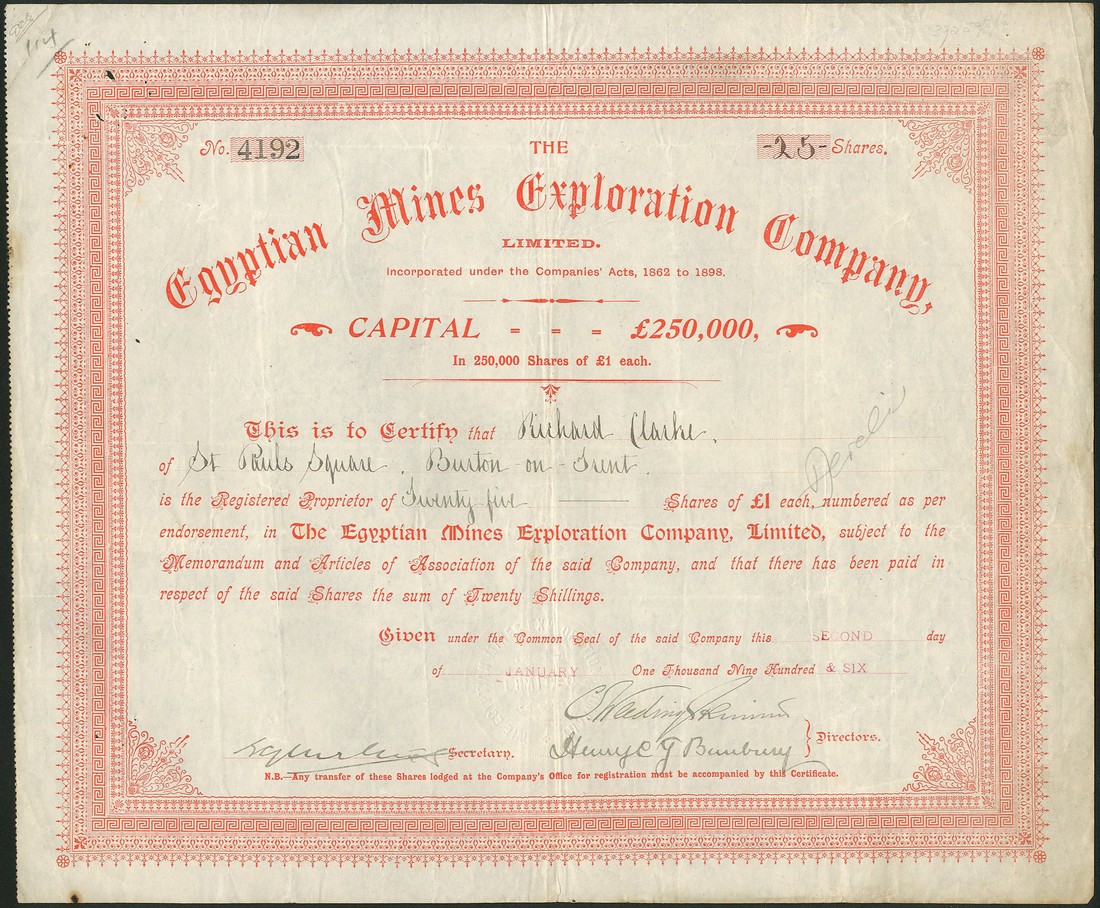 No. 4192
-25- Shares.
THE
Egyptian Mines Exploration Company,
LIMITED.
Incorporated under the Companies' Acts, 1862 to 1898.
CAPITAL = = = £250,000,
In 250,000 Shares of £1 each.
This is to Certify that Richard Clarke,
of St Pauls Square, Burton on-Trent.
is the Registered Proprietor of Twenty five Shares of £1 each, numbered as per
endorsement, in The Egyptian Mines Exploration Company, Limited, subject to the
Memorandum and Articles of Association of the said Company, and that there has been paid in
respect of the said Shares the sum of Twenty Shillings.
Given under the Common Seal of the said Company this SECOND day
of JANUARY One Thousand Nine Hundred & SIX
Henry C J Bunbury
Directors.
Secretary.
N.B.—Any transfer of these Shares lodged at the Company's Office for registration must be accompanied by this Certificate.